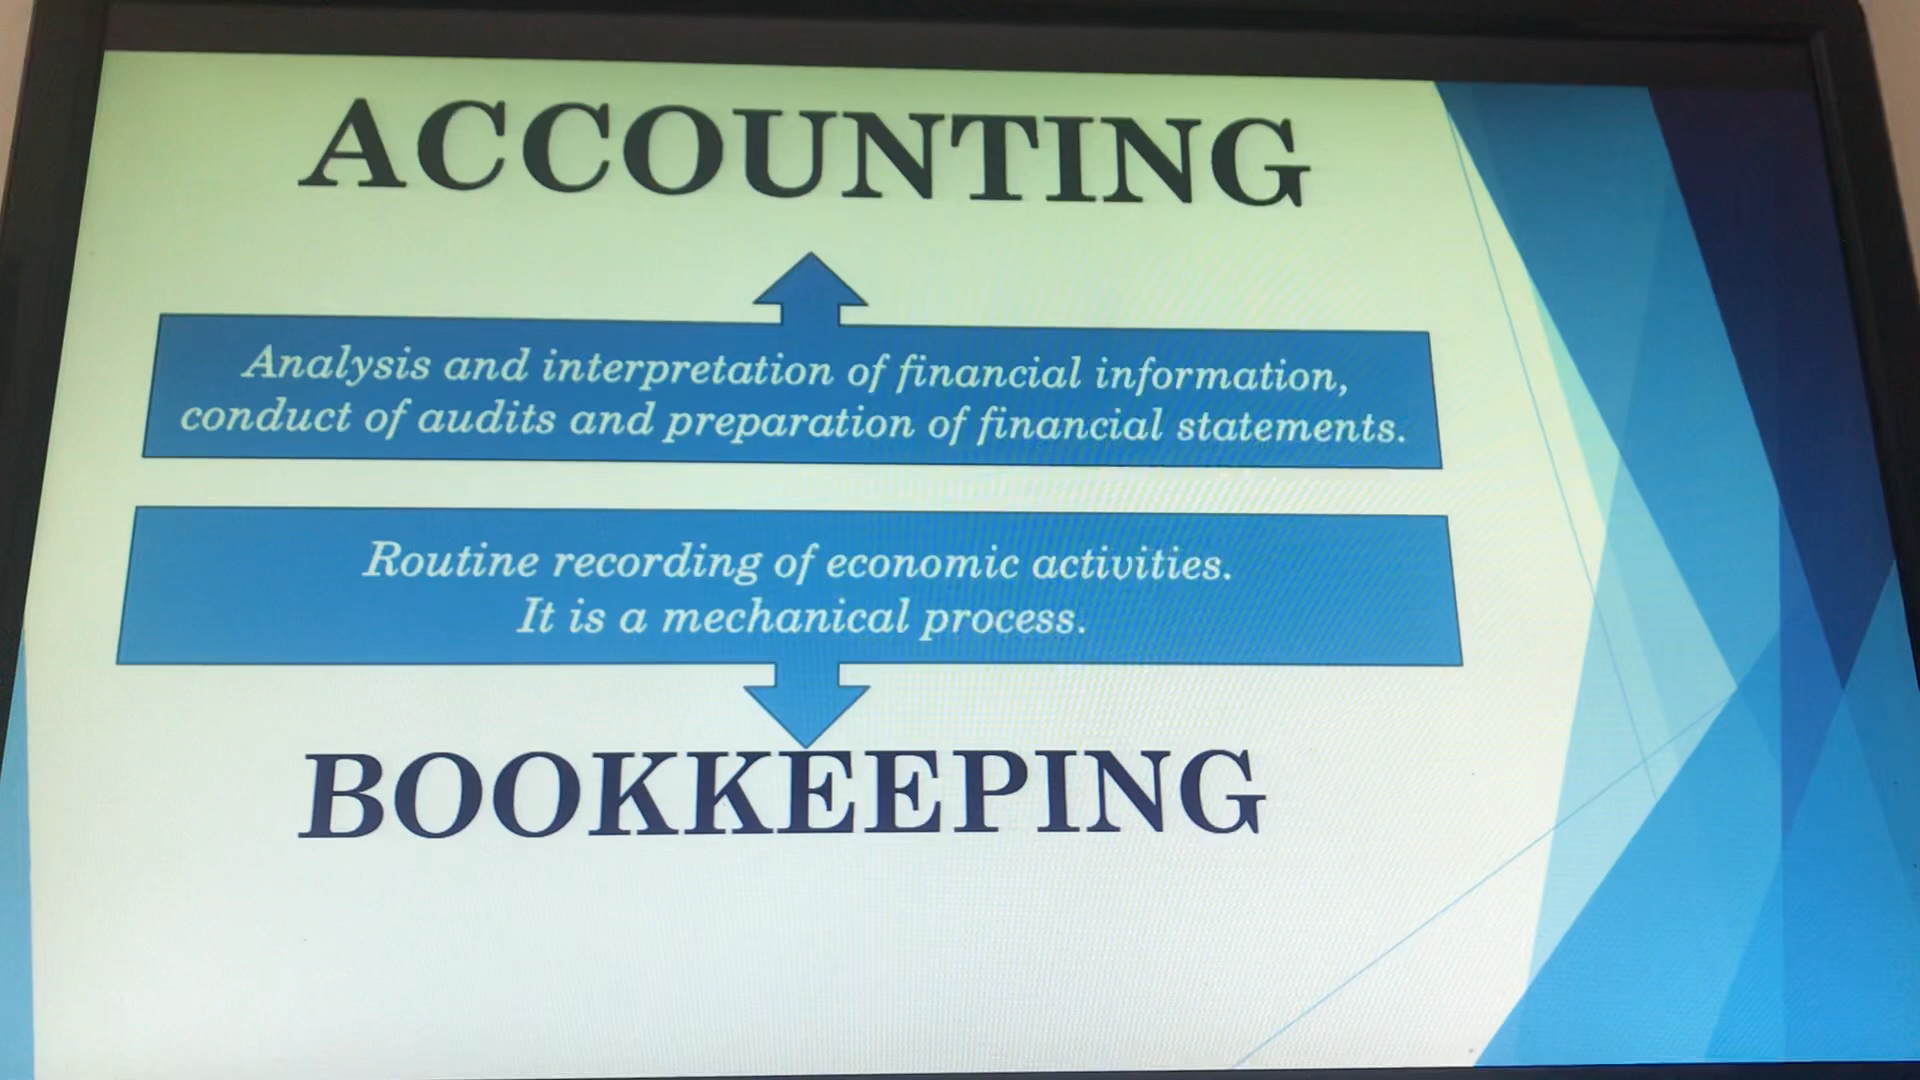 ACCOUNTING
Analysis and interpretation of financial information,
conduct of audits and preparation of financial statements.
Routine recording of economic activities.
It is a mechanical process.
BOOKKEEPING